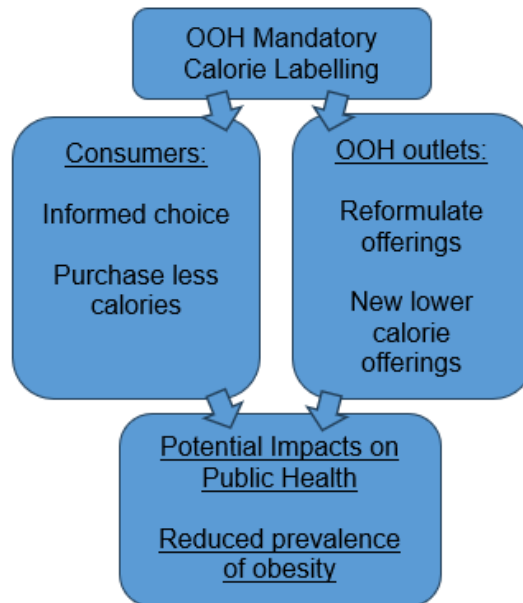 OOH Mandatory
Calorie Labelling
Consumers:
Informed choice
Purchase less
calories
OOH outlets:
Reformulate
offerings
New lower
calorie
offerings
Potential Impacts on
Public Health
Reduced prevalence
of obesity